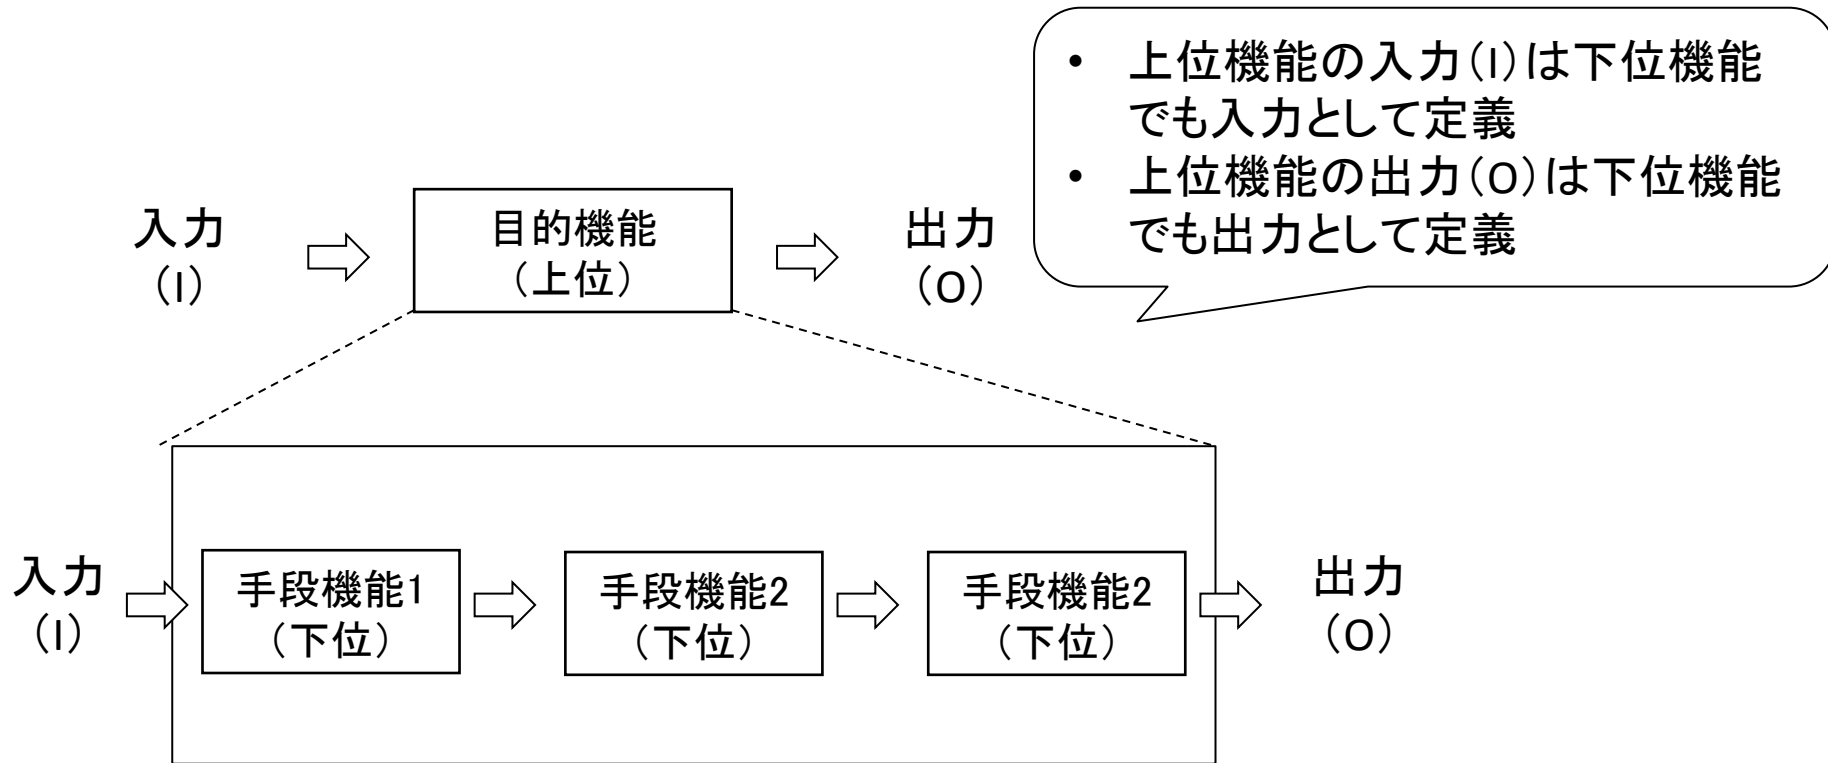 • 上位機能の入力(I)は下位機能
でも入力として定義
• 上位機能の出力(O)は下位機能
でも出力として定義
入力
(I)
目的機能
(上位)
出力
(O)
入力
(I)
手段機能1
(下位)
手段機能2
(下位)
手段機能2
(下位)
出力
(O)